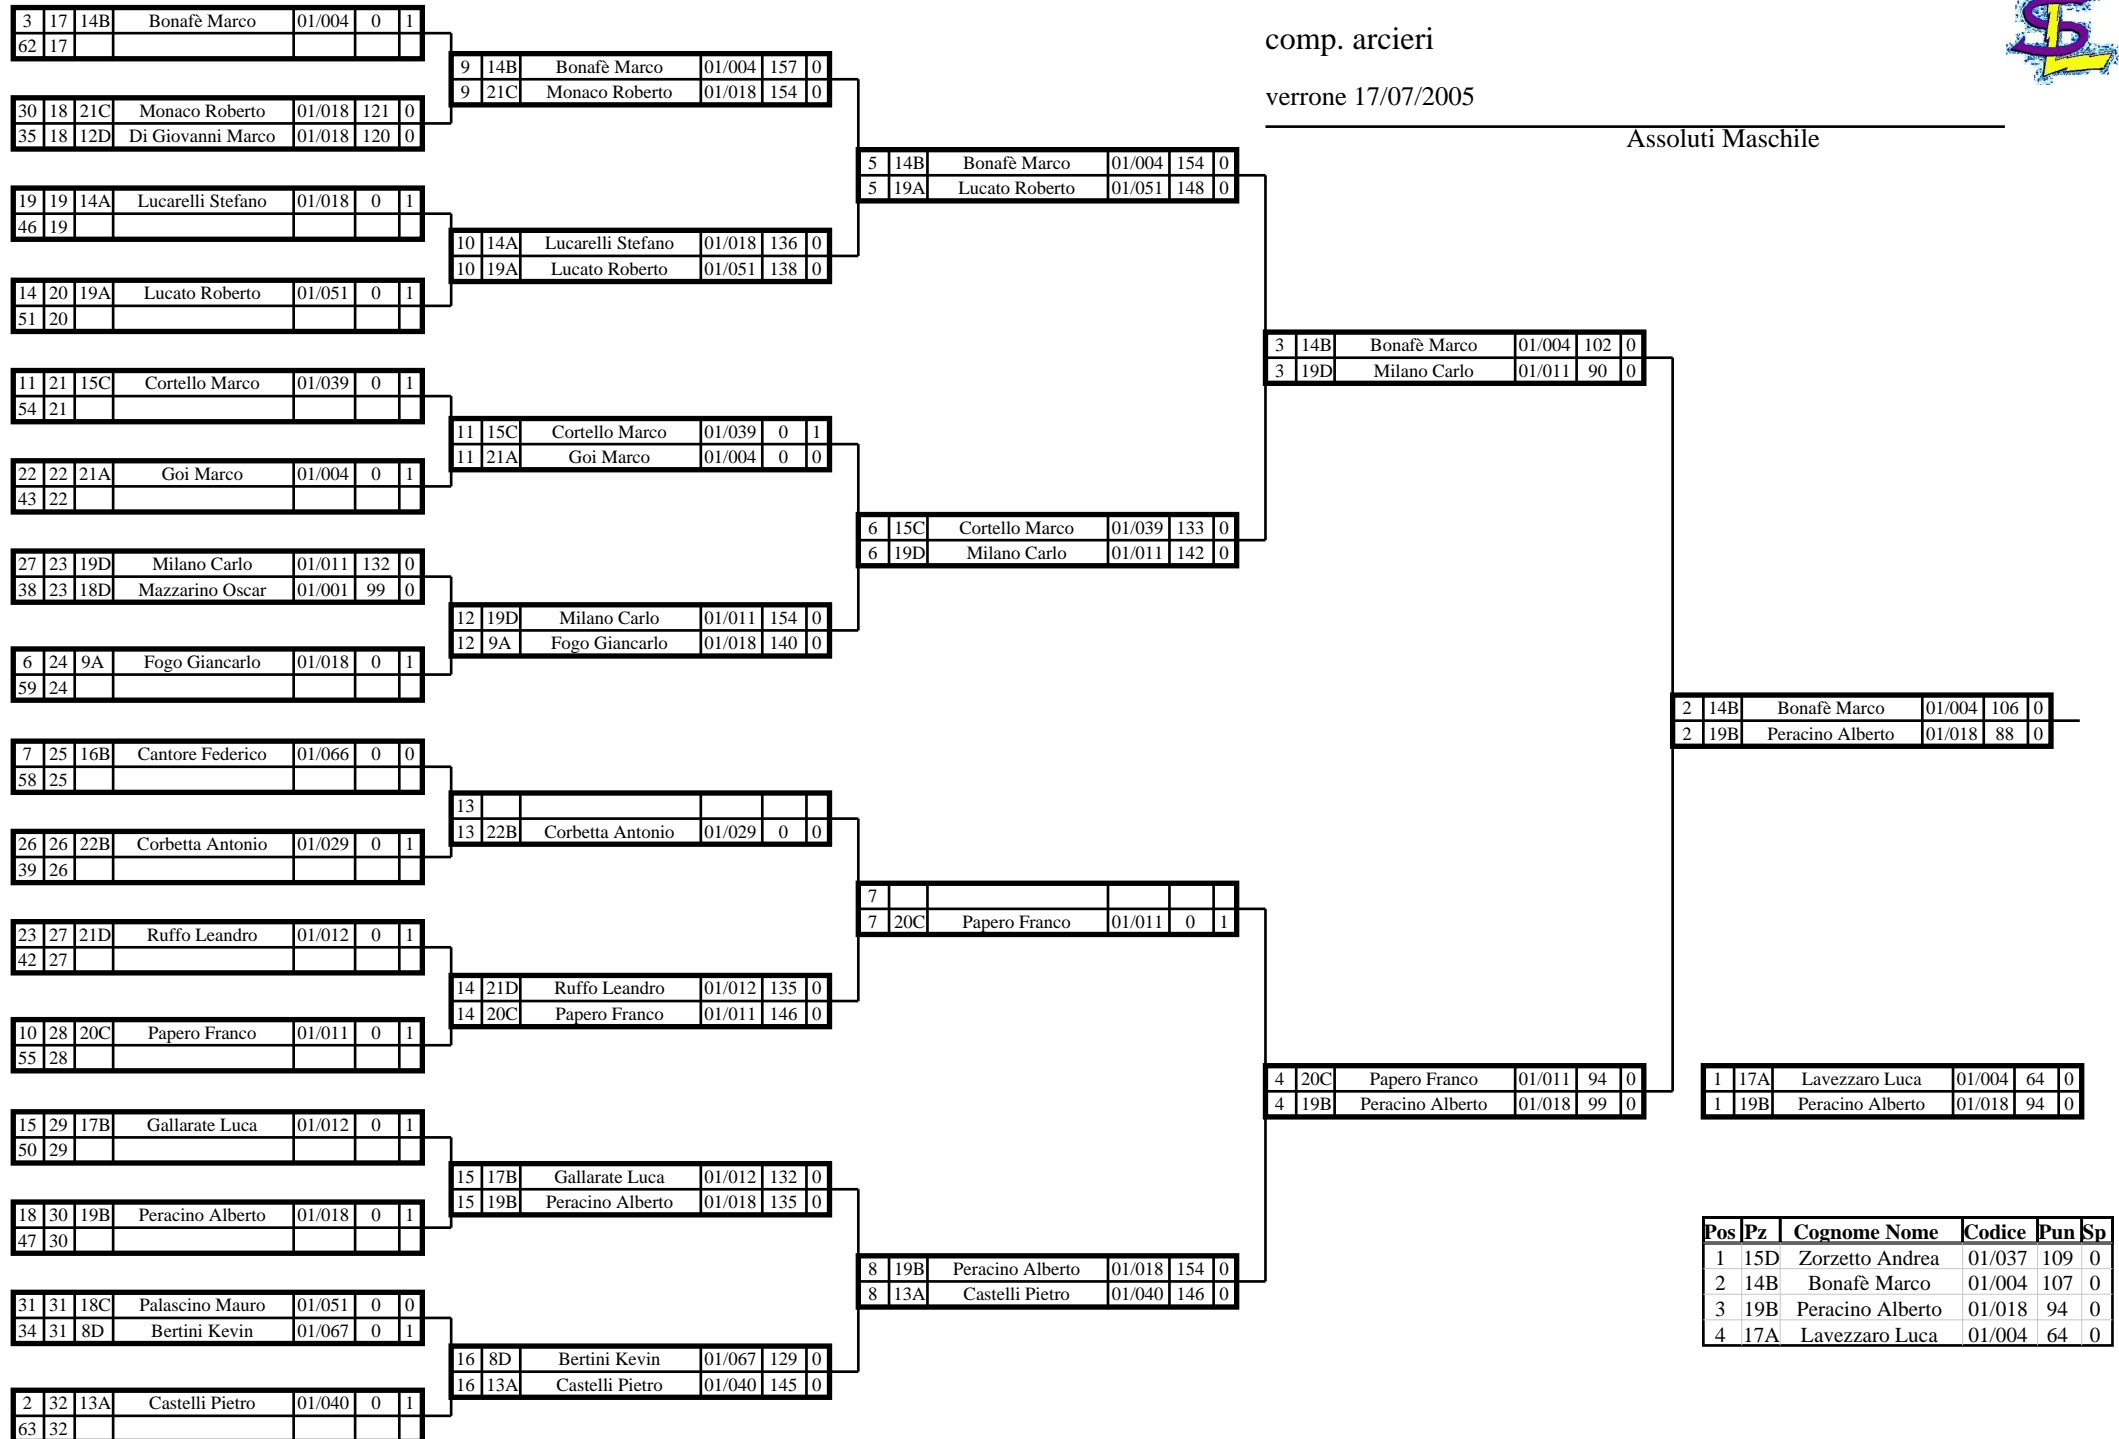 comp. arcieri
verrone 17/07/2005
Assoluti Maschile
3 17 14B Bonafè Marco 01/004 0 1
62 17
30 18 21C Monaco Roberto 01/018 121 0
35 18 12D Di Giovanni Marco 01/018 120 0
19 19 14A Lucarelli Stefano 01/018 0 1
46 19
14 20 19A Lucato Roberto 01/051 0 1
51 20
11 21 15C Cortello Marco 01/039 0 1
54 21
22 22 21A Goi Marco 01/004 0 1
43 22
27 23 19D Milano Carlo 01/011 132 0
38 23 18D Mazzarino Oscar 01/001 99 0
6 24 9A Fogo Giancarlo 01/018 0 1
59 24
7 25 16B Cantore Federico 01/066 0 0
58 25
26 26 22B Corbetta Antonio 01/029 0 1
39 26
23 27 21D Ruffo Leandro 01/012 0 1
42 27
10 28 20C Papero Franco 01/011 0 1
55 28
15 29 17B Gallarate Luca 01/012 0 1
50 29
18 30 19B Peracino Alberto 01/018 0 1
47 30
31 31 18C Palascino Mauro 01/051 0 0
34 31 8D Bertini Kevin 01/067 0 1
2 32 13A Castelli Pietro 01/040 0 1
63 32
9 14B Bonafè Marco 01/004 157 0
9 21C Monaco Roberto 01/018 154 0
10 14A Lucarelli Stefano 01/018 136 0
10 19A Lucato Roberto 01/051 138 0
11 15C Cortello Marco 01/039 0 1
11 21A Goi Marco 01/004 0 0
12 19D Milano Carlo 01/011 154 0
12 9A Fogo Giancarlo 01/018 140 0
13
13 22B Corbetta Antonio 01/029 0 0
14 21D Ruffo Leandro 01/012 135 0
14 20C Papero Franco 01/011 146 0
15 17B Gallarate Luca 01/012 132 0
15 19B Peracino Alberto 01/018 135 0
16 8D Bertini Kevin 01/067 129 0
16 13A Castelli Pietro 01/040 145 0
5 14B Bonafè Marco 01/004 154 0
5 19A Lucato Roberto 01/051 148 0
6 15C Cortello Marco 01/039 133 0
6 19D Milano Carlo 01/011 142 0
7
7 20C Papero Franco 01/011 0 1
8 19B Peracino Alberto 01/018 154 0
8 13A Castelli Pietro 01/040 146 0
3 14B Bonafè Marco 01/004 102 0
3 19D Milano Carlo 01/011 90 0
4 20C Papero Franco 01/011 94 0
4 19B Peracino Alberto 01/018 99 0
2 14B Bonafè Marco 01/004 106 0
2 19B Peracino Alberto 01/018 88 0
1 17A Lavezzaro Luca 01/004 64 0
1 19B Peracino Alberto 01/018 94 0
Pos Pz Cognome Nome Codice Pun Sp
1 15D Zorzetto Andrea 01/037 109 0
2 14B Bonafè Marco 01/004 107 0
3 19B Peracino Alberto 01/018 94 0
4 17A Lavezzaro Luca 01/004 64 0